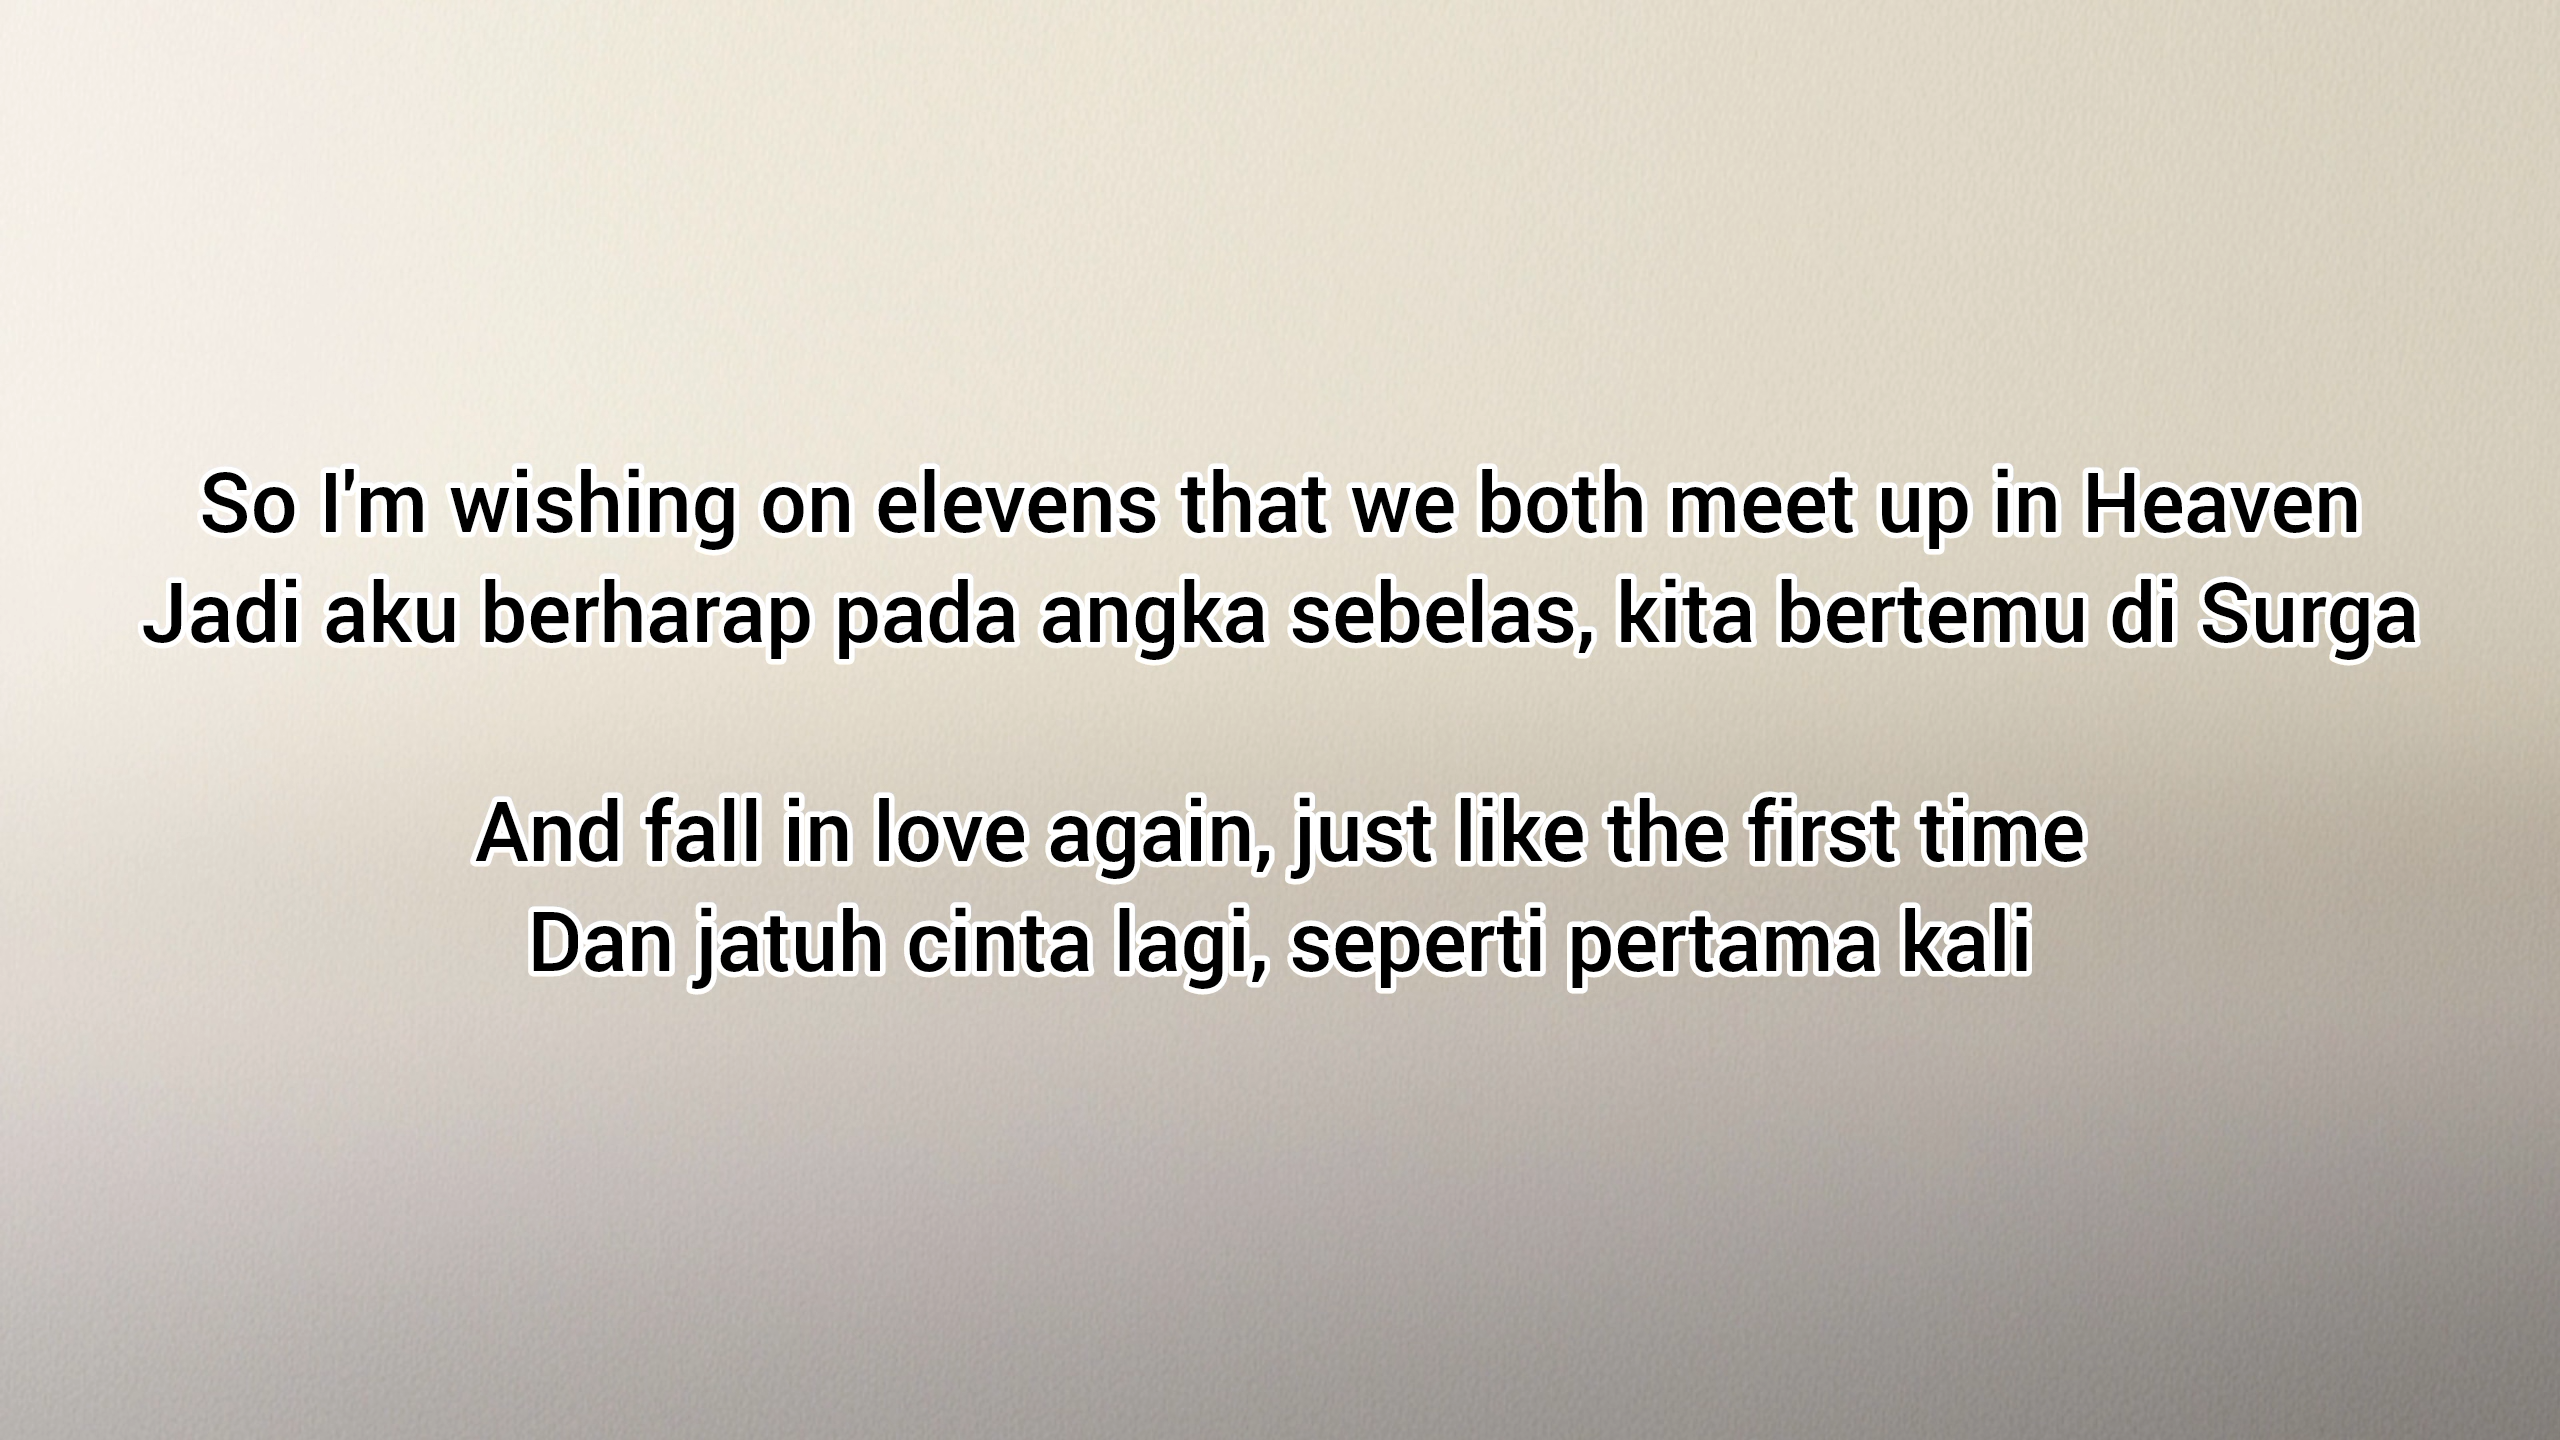 So I'm wishing on elevens that we both meet up in Heaven
Jadi aku berharap pada angka sebelas, kita bertemu di Surga
And fall in love again, just like the first time
Dan jatuh cinta lagi, seperti pertama kali